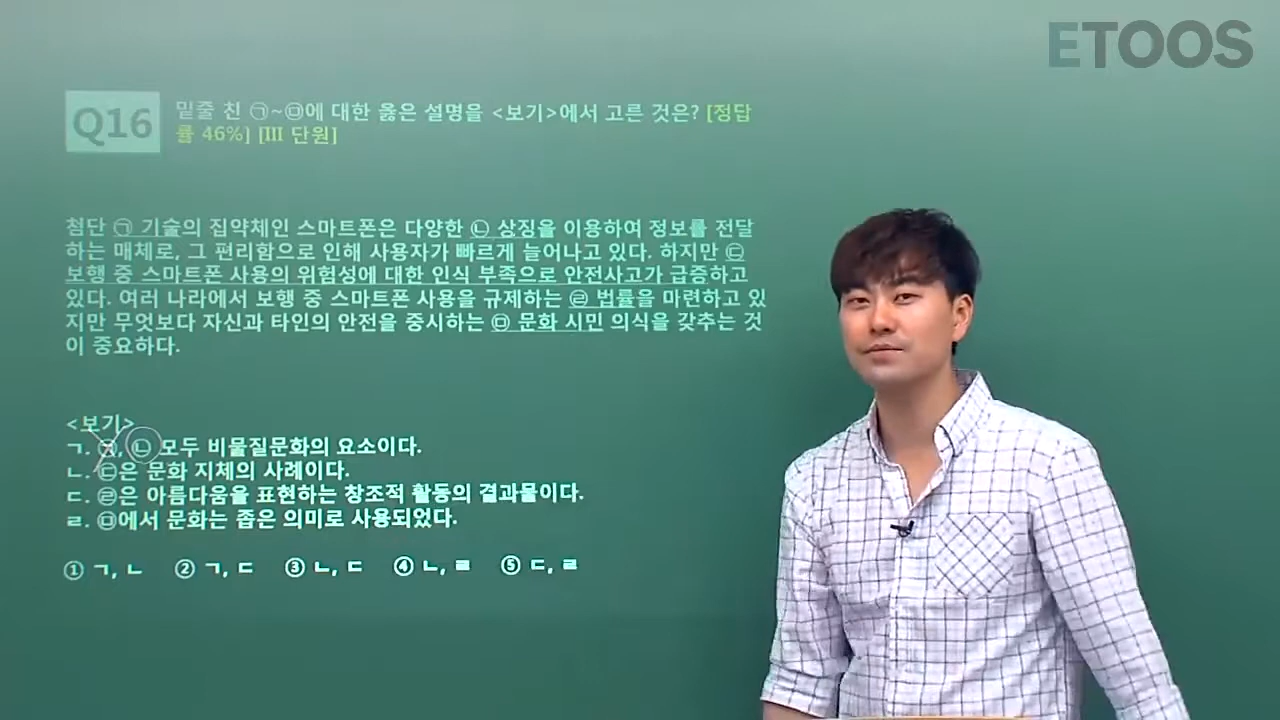 ETOOS
Q16
밑줄 친 ㉠~㉤에 대한 옳은 설명을 <보기>에서 고른 것은? [정답
률 46%] [III 단원]
첨단 ㉠ 기술의 집약체인 스마트폰은 다양한 ㉡ 상징을 이용하여 정보를 전달
하는 매체로, 그 편리함으로 인해 사용자가 빠르게 늘어나고 있다. 하지만 ㉢
보행 중 스마트폰 사용의 위험성에 대한 인식 부족으로 안전사고가 급증하고
있다. 여러 나라에서 보행 중 스마트폰 사용을 규제하는 ㉣ 법률을 마련하고 있
지만 무엇보다 자신과 타인의 안전을 중시하는 ㉤ 문화 시민 의식을 갖추는 것
이 중요하다.
<보기>
ㄱ. ㉠, ㉡ 모두 비물질문화의 요소이다.
ㄴ. ㉢은 문화 지체의 사례이다.
ㄷ. ㉣은 아름다움을 표현하는 창조적 활동의 결과물이다.
ㄹ. ㉤에서 문화는 좁은 의미로 사용되었다.
① ㄱ, ㄴ ② ㄱ, ㄷ ③ ㄴ, ㄷ ④ ㄴ, ㄹ ⑤ ㄷ, ㄹ